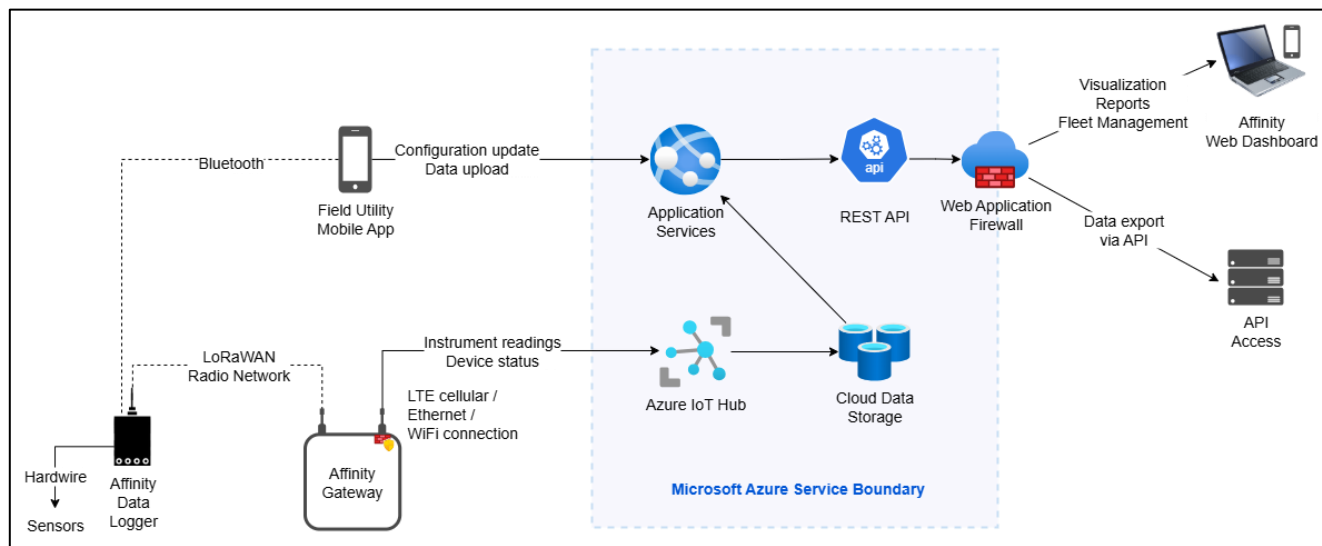 Bluetooth
Field Utility
Mobile App
Configuration update
Data upload
Application
Services
api
REST API
Web Application
Firewall
Visualization
Reports
Fleet Management
Affinity
Web Dashboard
Data export
via API
API
Access
Hardwire
Sensors
Affinity
Data
Logger
LoRaWAN
Radio Network
Affinity
Gateway
LTE cellular /
Ethernet /
WiFi connection
Instrument readings
Device status
Azure IoT Hub
Cloud Data
Storage
Microsoft Azure Service Boundary